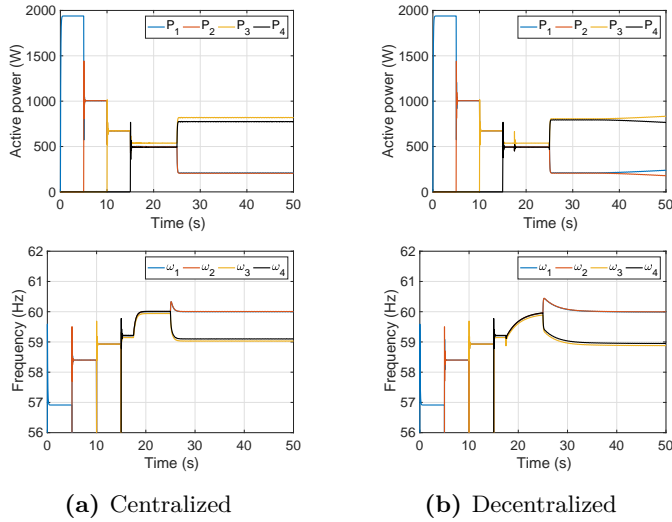 P1 P2 P3 P4
2000
1500
1000
500
0
Active power (W)
0 10 20 30 40 50
Time (s)
P1 P2 P3 P4
2000
1500
1000
500
0
Active power (W)
0 10 20 30 40 50
Time (s)
ω1 ω2 ω3 ω4
62
61
60
59
58
57
56
Frequency (Hz)
0 10 20 30 40 50
Time (s)
ω1 ω2 ω3 ω4
62
61
60
59
58
57
56
Frequency (Hz)
0 10 20 30 40 50
Time (s)
(a) Centralized
(b) Decentralized